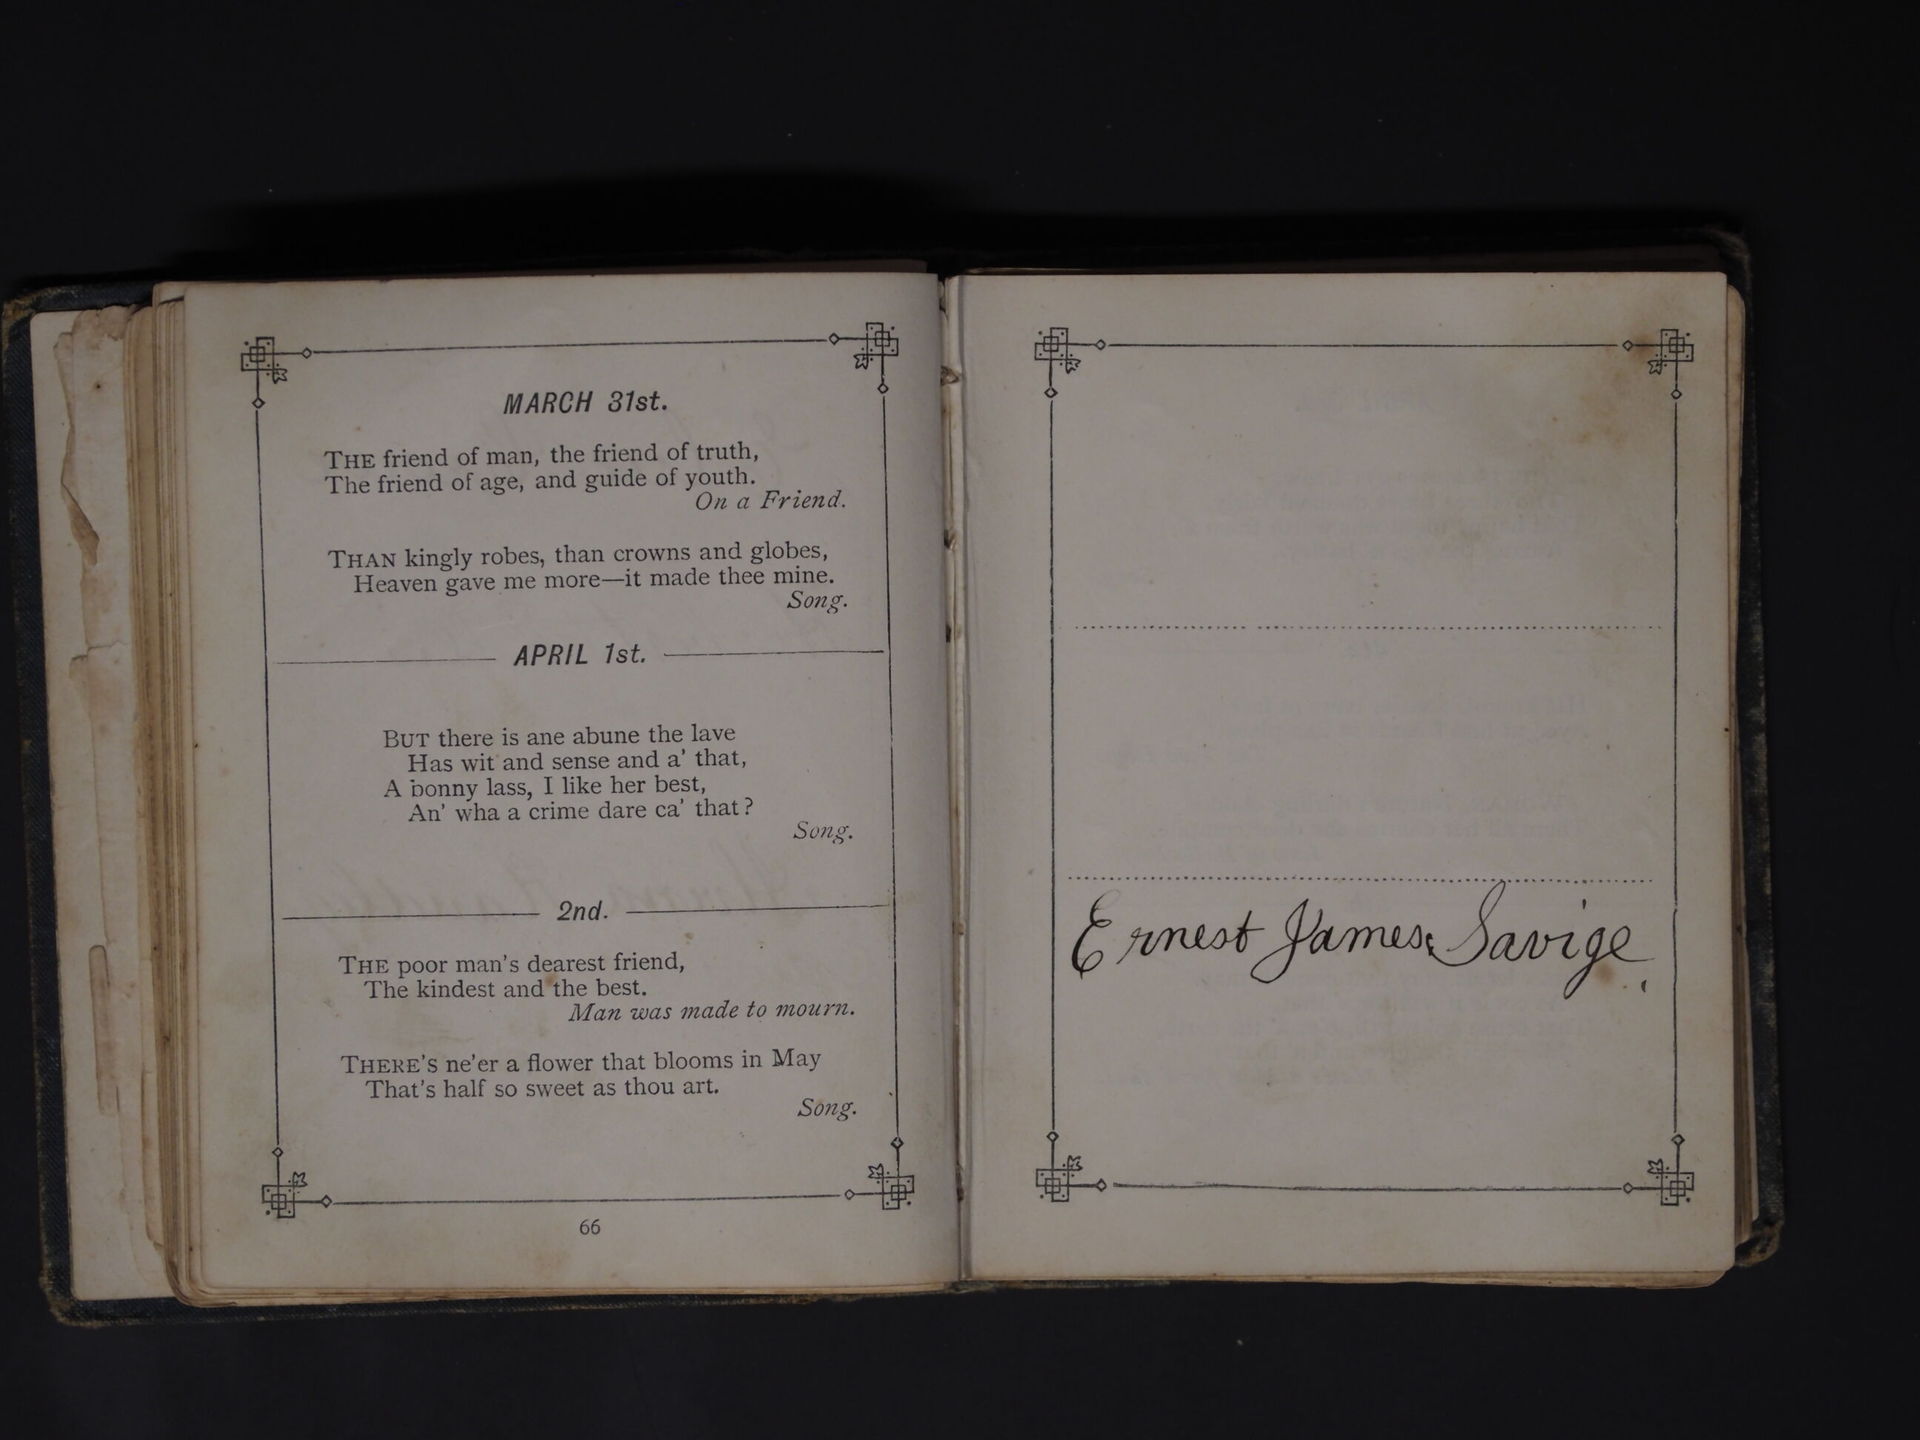 MARCH 31st.
THE friend of man, the friend of truth,
The friend of age, and guide of youth.
On a Friend.
THAN kingly robes, than crowns and globes,
Heaven gave me more—it made thee mine.
Song.
APRIL 1st.
BUT there is ane abune the lave
Has wit and sense and a' that,
A bonny lass, I like her best,
An' wha a crime dare ca' that?
Song.
2nd.
THE poor man's dearest friend,
The kindest and the best.
Man was made to mourn.
THERE'S ne'er a flower that blooms in May
That's half so sweet as thou art.
Song.
66
Ernest James Savige